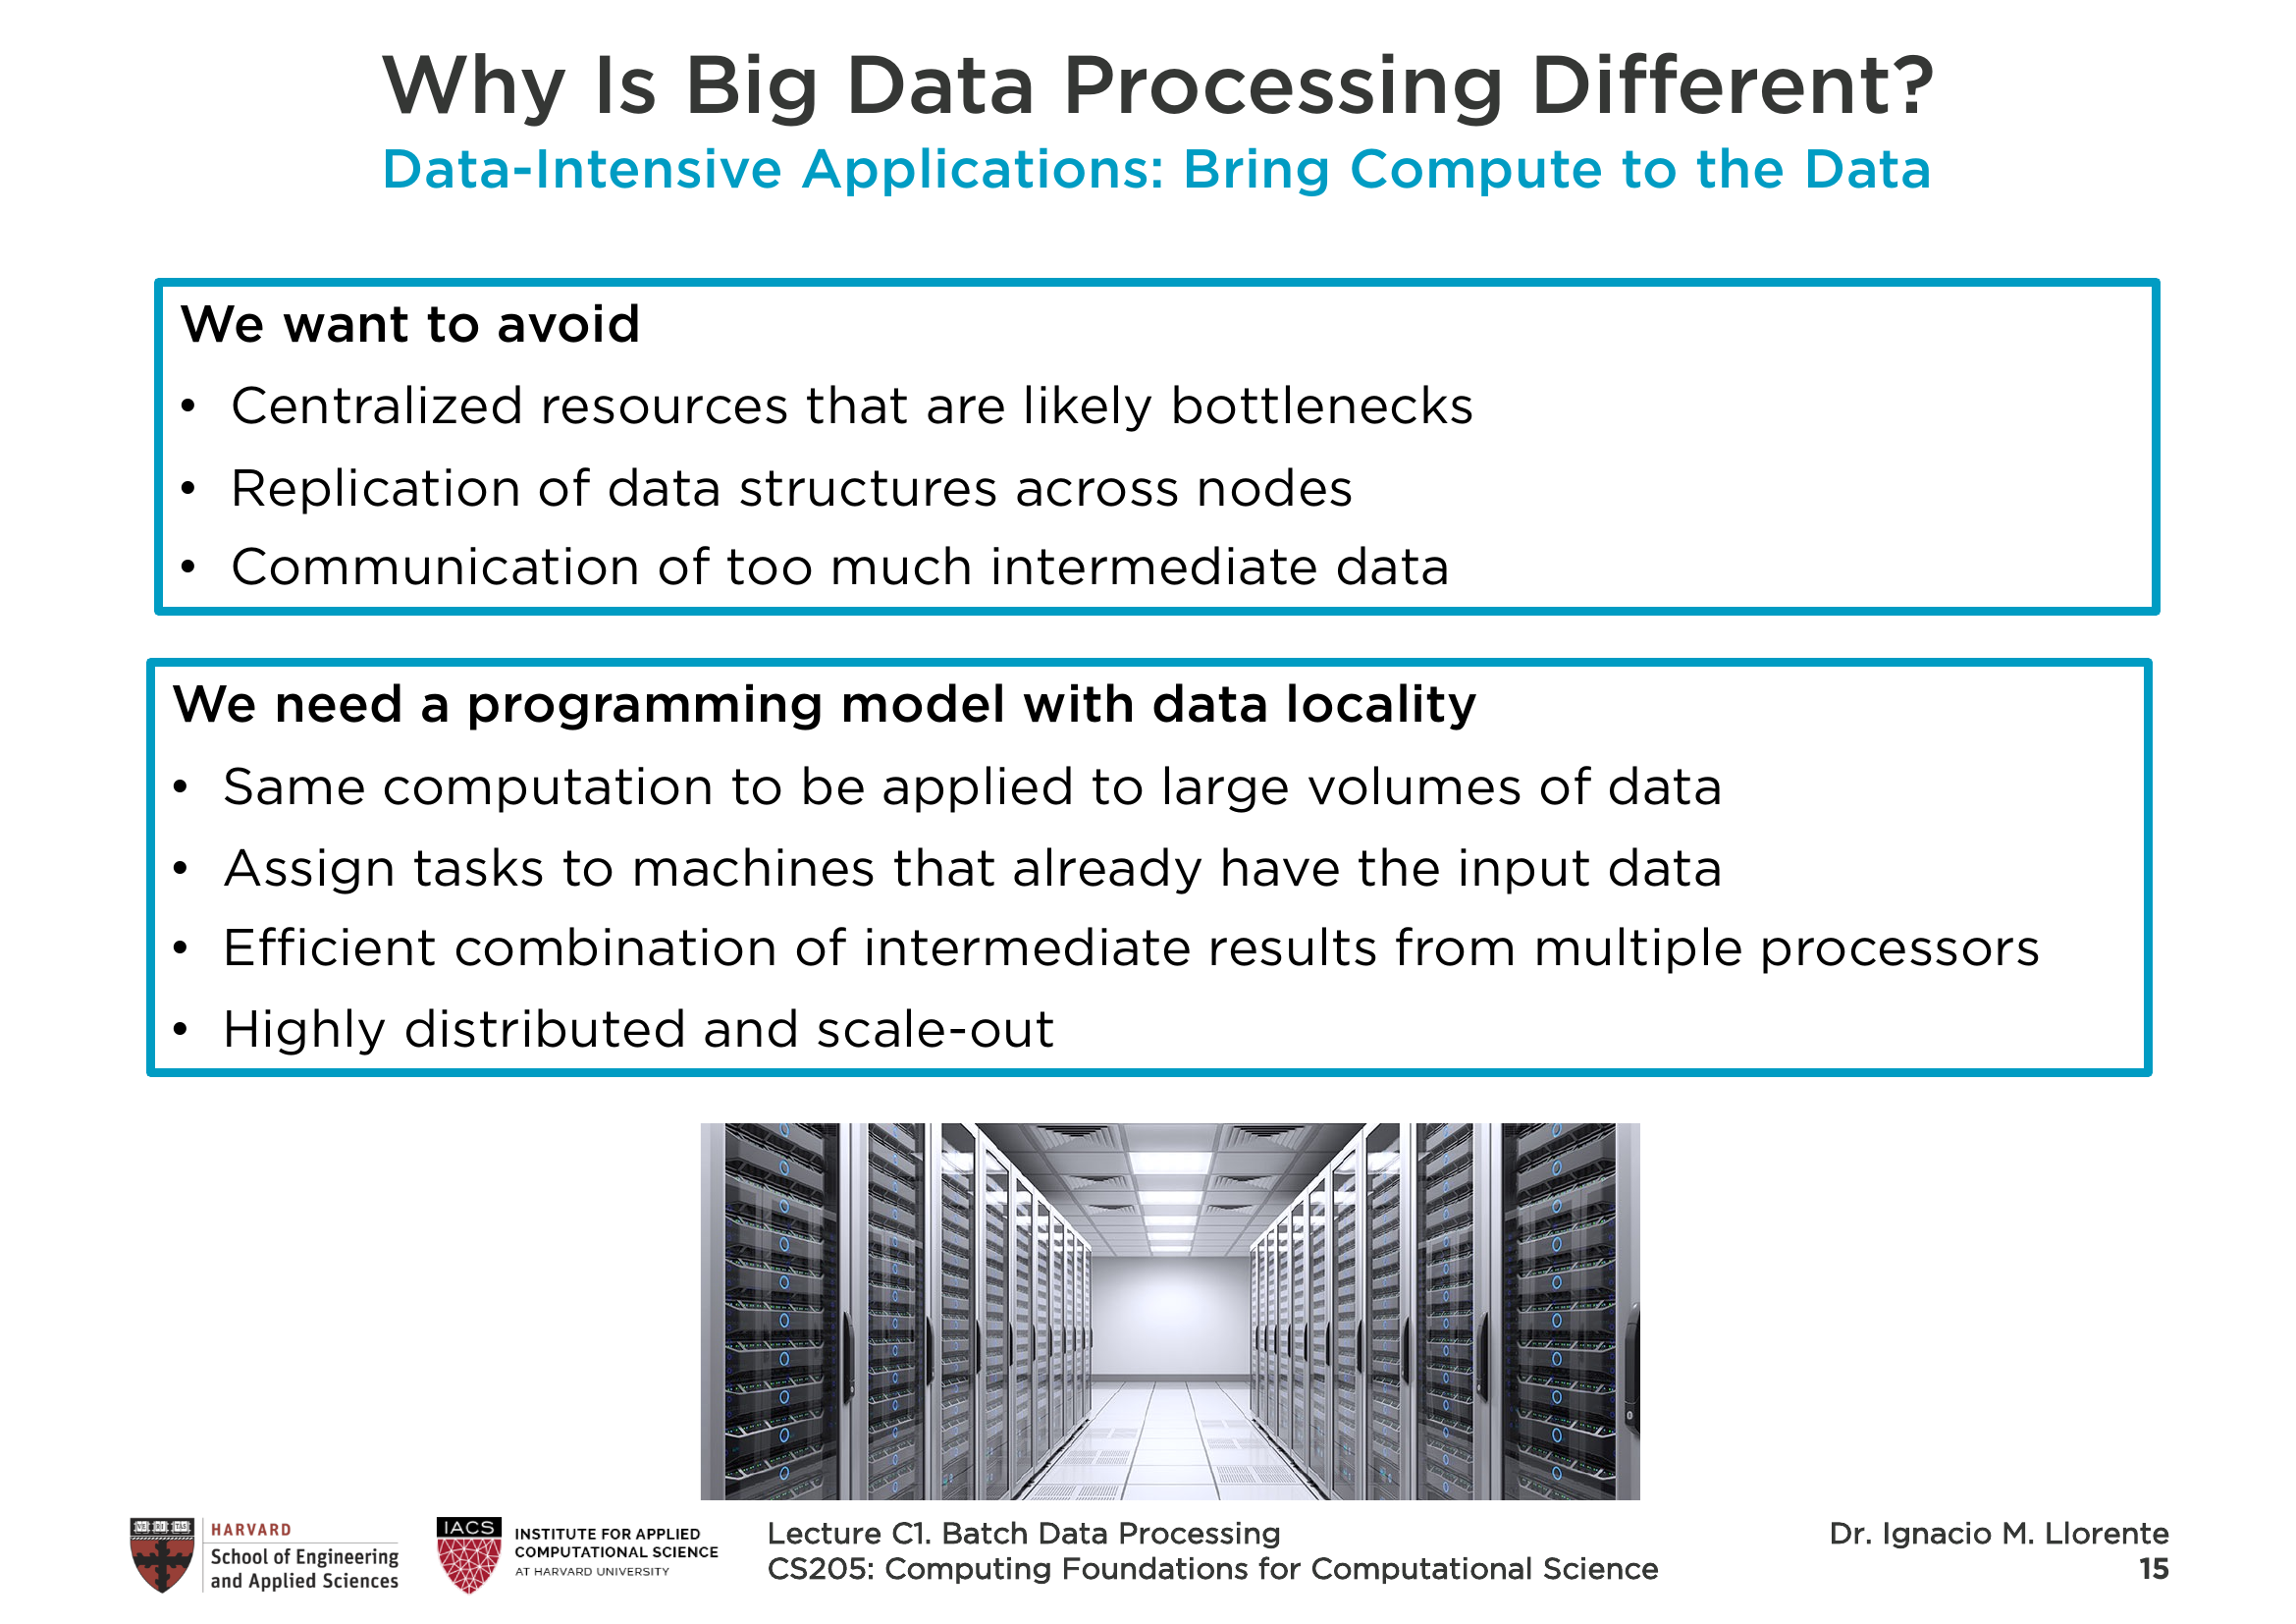 Why Is Big Data Processing Different?
Data-Intensive Applications: Bring Compute to the Data
We want to avoid
• Centralized resources that are likely bottlenecks
• Replication of data structures across nodes
• Communication of too much intermediate data
We need a programming model with data locality
• Same computation to be applied to large volumes of data
• Assign tasks to machines that already have the input data
• Efficient combination of intermediate results from multiple processors
• Highly distributed and scale-out
VE RI TAS
HARVARD
School of Engineering
and Applied Sciences
IACS
INSTITUTE FOR APPLIED
COMPUTATIONAL SCIENCE
AT HARVARD UNIVERSITY
Lecture C1. Batch Data Processing
CS205: Computing Foundations for Computational Science
Dr. Ignacio M. Llorente
15